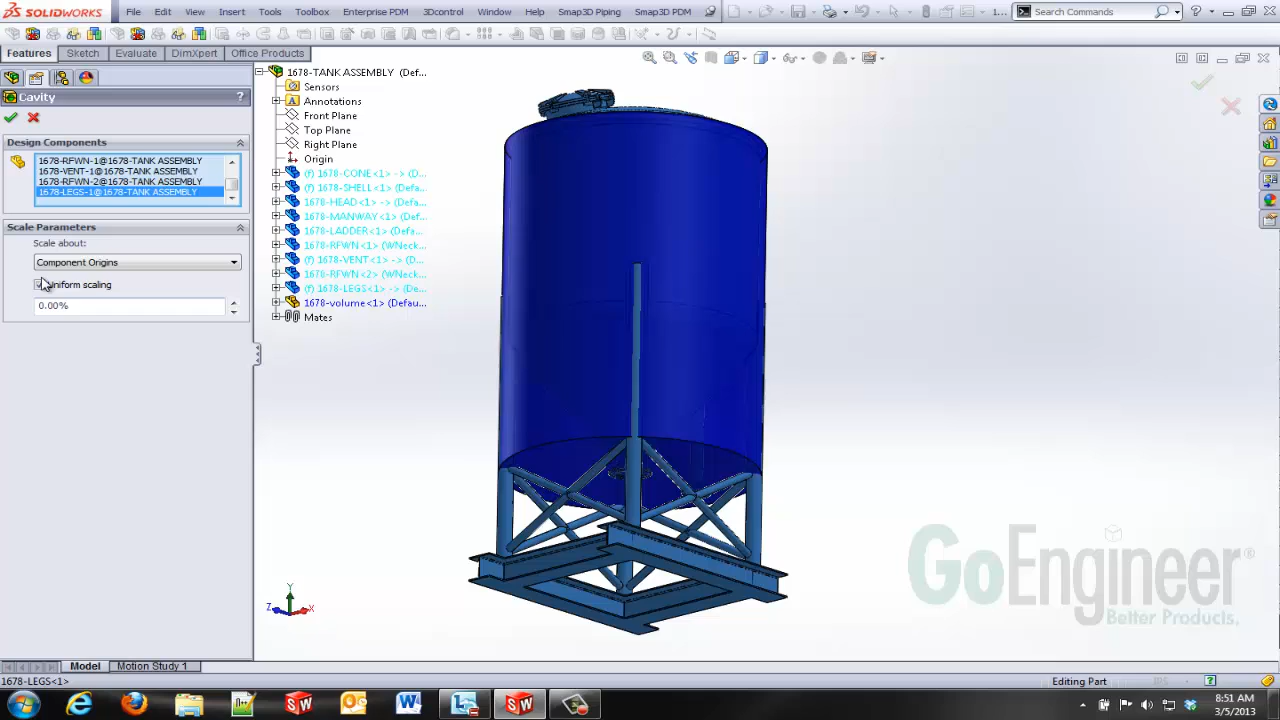 SOLIDWORKS File Edit View Insert Tools Toolbox Enterprise PDM 3Dcontrol Window Help Smap3D Piping Smap3D PDM 1... Search Commands
Features Sketch Evaluate DimXpert Office Products
Cavity ?
Design Components
1678-RFWN-1@1678-TANK ASSEMBLY
1678-VENT-1@1678-TANK ASSEMBLY
1678-RFWN-2@1678-TANK ASSEMBLY
1678-LEGS-1@1678-TANK ASSEMBLY
Scale Parameters
Scale about:
Component Origins
Uniform scaling
0.00%
1678-TANK ASSEMBLY (Def...
Sensors
Annotations
Front Plane
Top Plane
Right Plane
Origin
(f) 1678-CONE<1> -> (D...
(f) 1678-SHELL<1> (Defa...
(f) 1678-HEAD<1> -> (D...
1678-MANWAY<1> (Def...
1678-LADDER<1> (Defa...
1678-RFWN<1> (WNeck...
(f) 1678-VENT<1> (Def...
1678-RFWN<2> (WNeck...
(f) 1678-LEGS<1> (Def...
1678-volume<1> (Defau...
Mates
Y
Z X
GoEngineer®
Better Products.
Model Motion Study 1
1678-LEGS<1> Editing Part
8:51 AM
3/5/2013